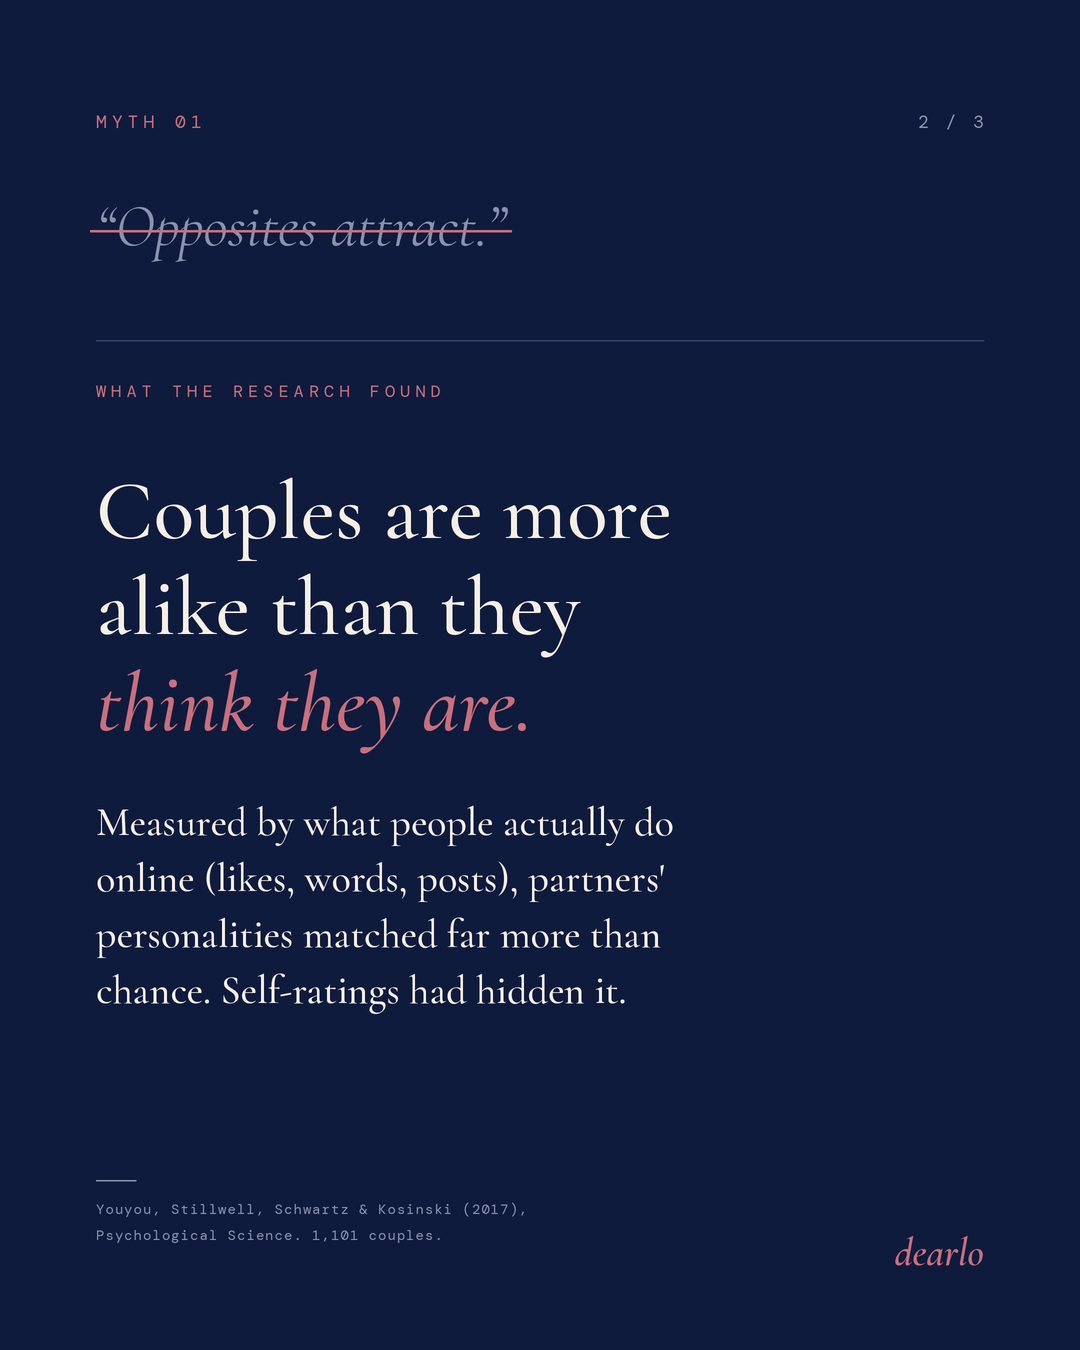 MYTH 01
2 / 3
“Opposites attract.”
WHAT THE RESEARCH FOUND
Couples are more
alike than they
think they are.
Measured by what people actually do
online (likes, words, posts), partners'
personalities matched far more than
chance. Self-ratings had hidden it.
Youyou, Stillwell, Schwartz & Kosinski (2017),
Psychological Science. 1,101 couples.
dearlo